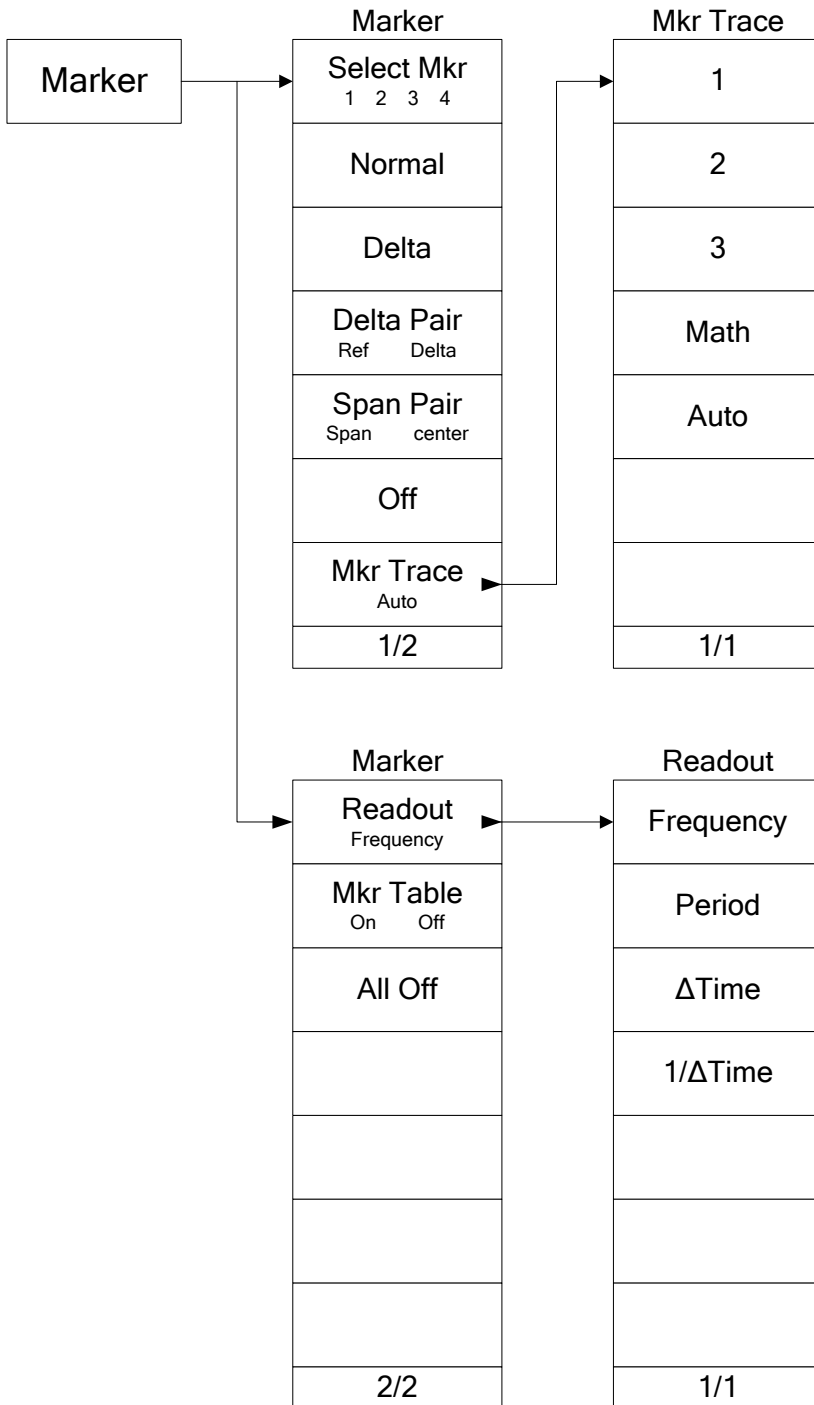 Marker
Marker
Select Mkr
1 2 3 4
Normal
Delta
Delta Pair
Ref Delta
Span Pair
Span center
Off
Mkr Trace
Auto
1/2
Mkr Trace
1
2
3
Math
Auto
1/1
Marker
Readout
Frequency
Mkr Table
On Off
All Off
2/2
Readout
Frequency
Period
ΔTime
1/ΔTime
1/1